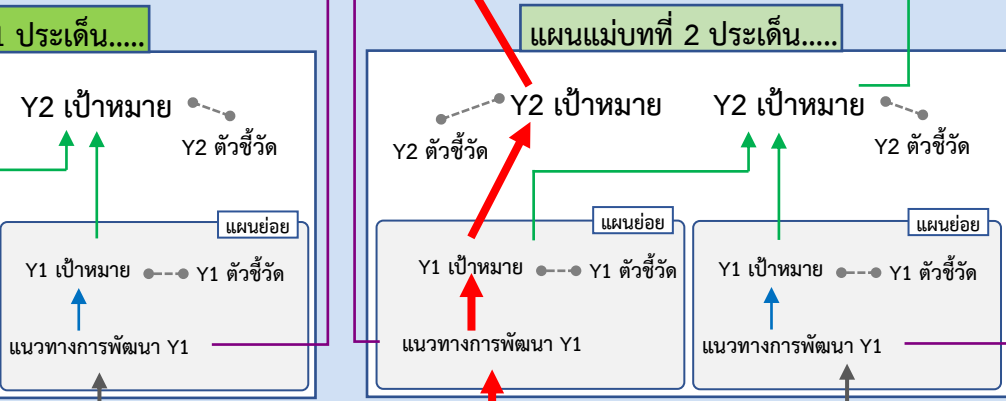 1 ประเด็น.....
แผนแม่บทที่ 2 ประเด็น.....
Y2 เป้าหมาย
Y2 ตัวชี้วัด
Y2 เป้าหมาย
Y2 ตัวชี้วัด
Y2 เป้าหมาย
Y2 ตัวชี้วัด
แผนย่อย
Y1 เป้าหมาย
Y1 ตัวชี้วัด
แนวทางการพัฒนา Y1
แผนย่อย
Y1 เป้าหมาย
Y1 ตัวชี้วัด
แนวทางการพัฒนา Y1
แผนย่อย
Y1 เป้าหมาย
Y1 ตัวชี้วัด
แนวทางการพัฒนา Y1